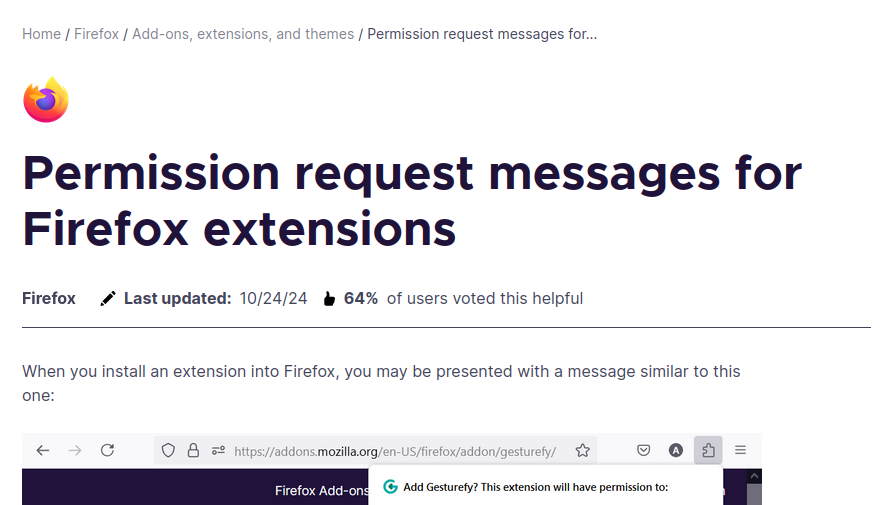 Home / Firefox / Add-ons, extensions, and themes / Permission request messages for...
Permission request messages for
Firefox extensions
Firefox Last updated: 10/24/24 64% of users voted this helpful
When you install an extension into Firefox, you may be presented with a message similar to this
one:
https://addons.mozilla.org/en-US/firefox/addon/gesturefy/ A
Firefox Add-ons
Add Gesturefy? This extension will have permission to: